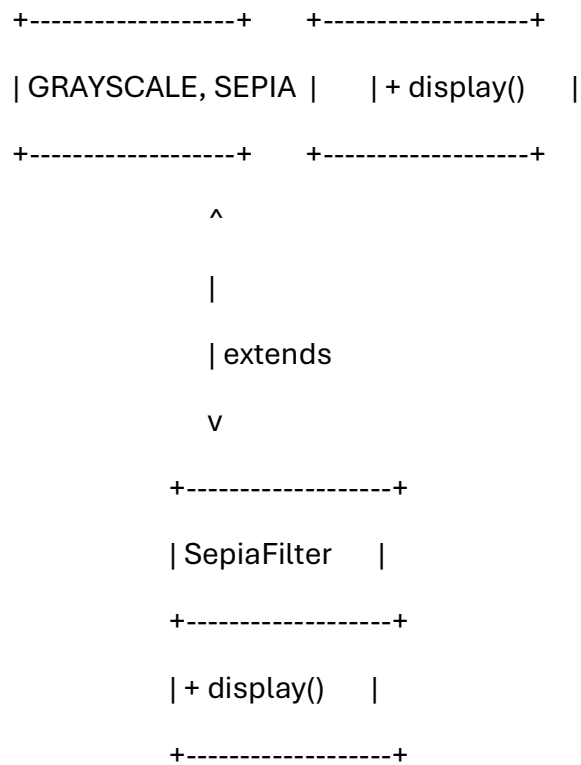 +-------------------+ +-------------------+
| GRAYSCALE, SEPIA | | + display() |
+-------------------+ +-------------------+
^
|
| extends
v
+-------------------+
| SepiaFilter |
+-------------------+
| + display() |
+-------------------+